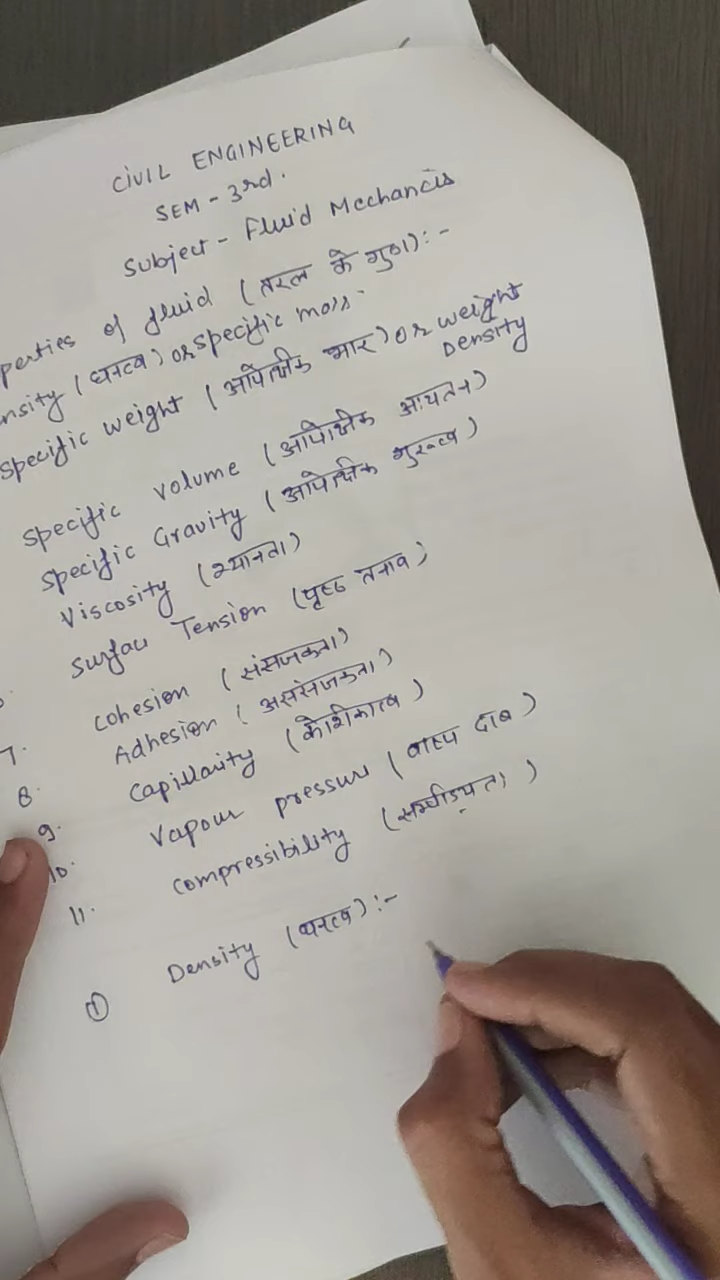 CIVIL ENGINEERING
SEM - 3rd.
Subject - Fluid Mechancis
perties of fluid (तरल के गुण) :-
nsity (घनत्व) or specific mass.
specific weight (आपेक्षिक भार) or weight
Density
specific volume (आपेक्षिक आयतन)
specific Gravity (आपेक्षिक गुरुत्व)
Viscosity (श्यानता)
Surface Tension (पृष्ठ तनाव)
7. Cohesion (संसंजकता)
8. Adhesion (असंसंजकता)
9. Capillarity (केशिकात्व)
10. Vapour pressure (वाष्प दाब)
11. Compressibility (सम्पीड्यता)
① Density (घनत्व) :-